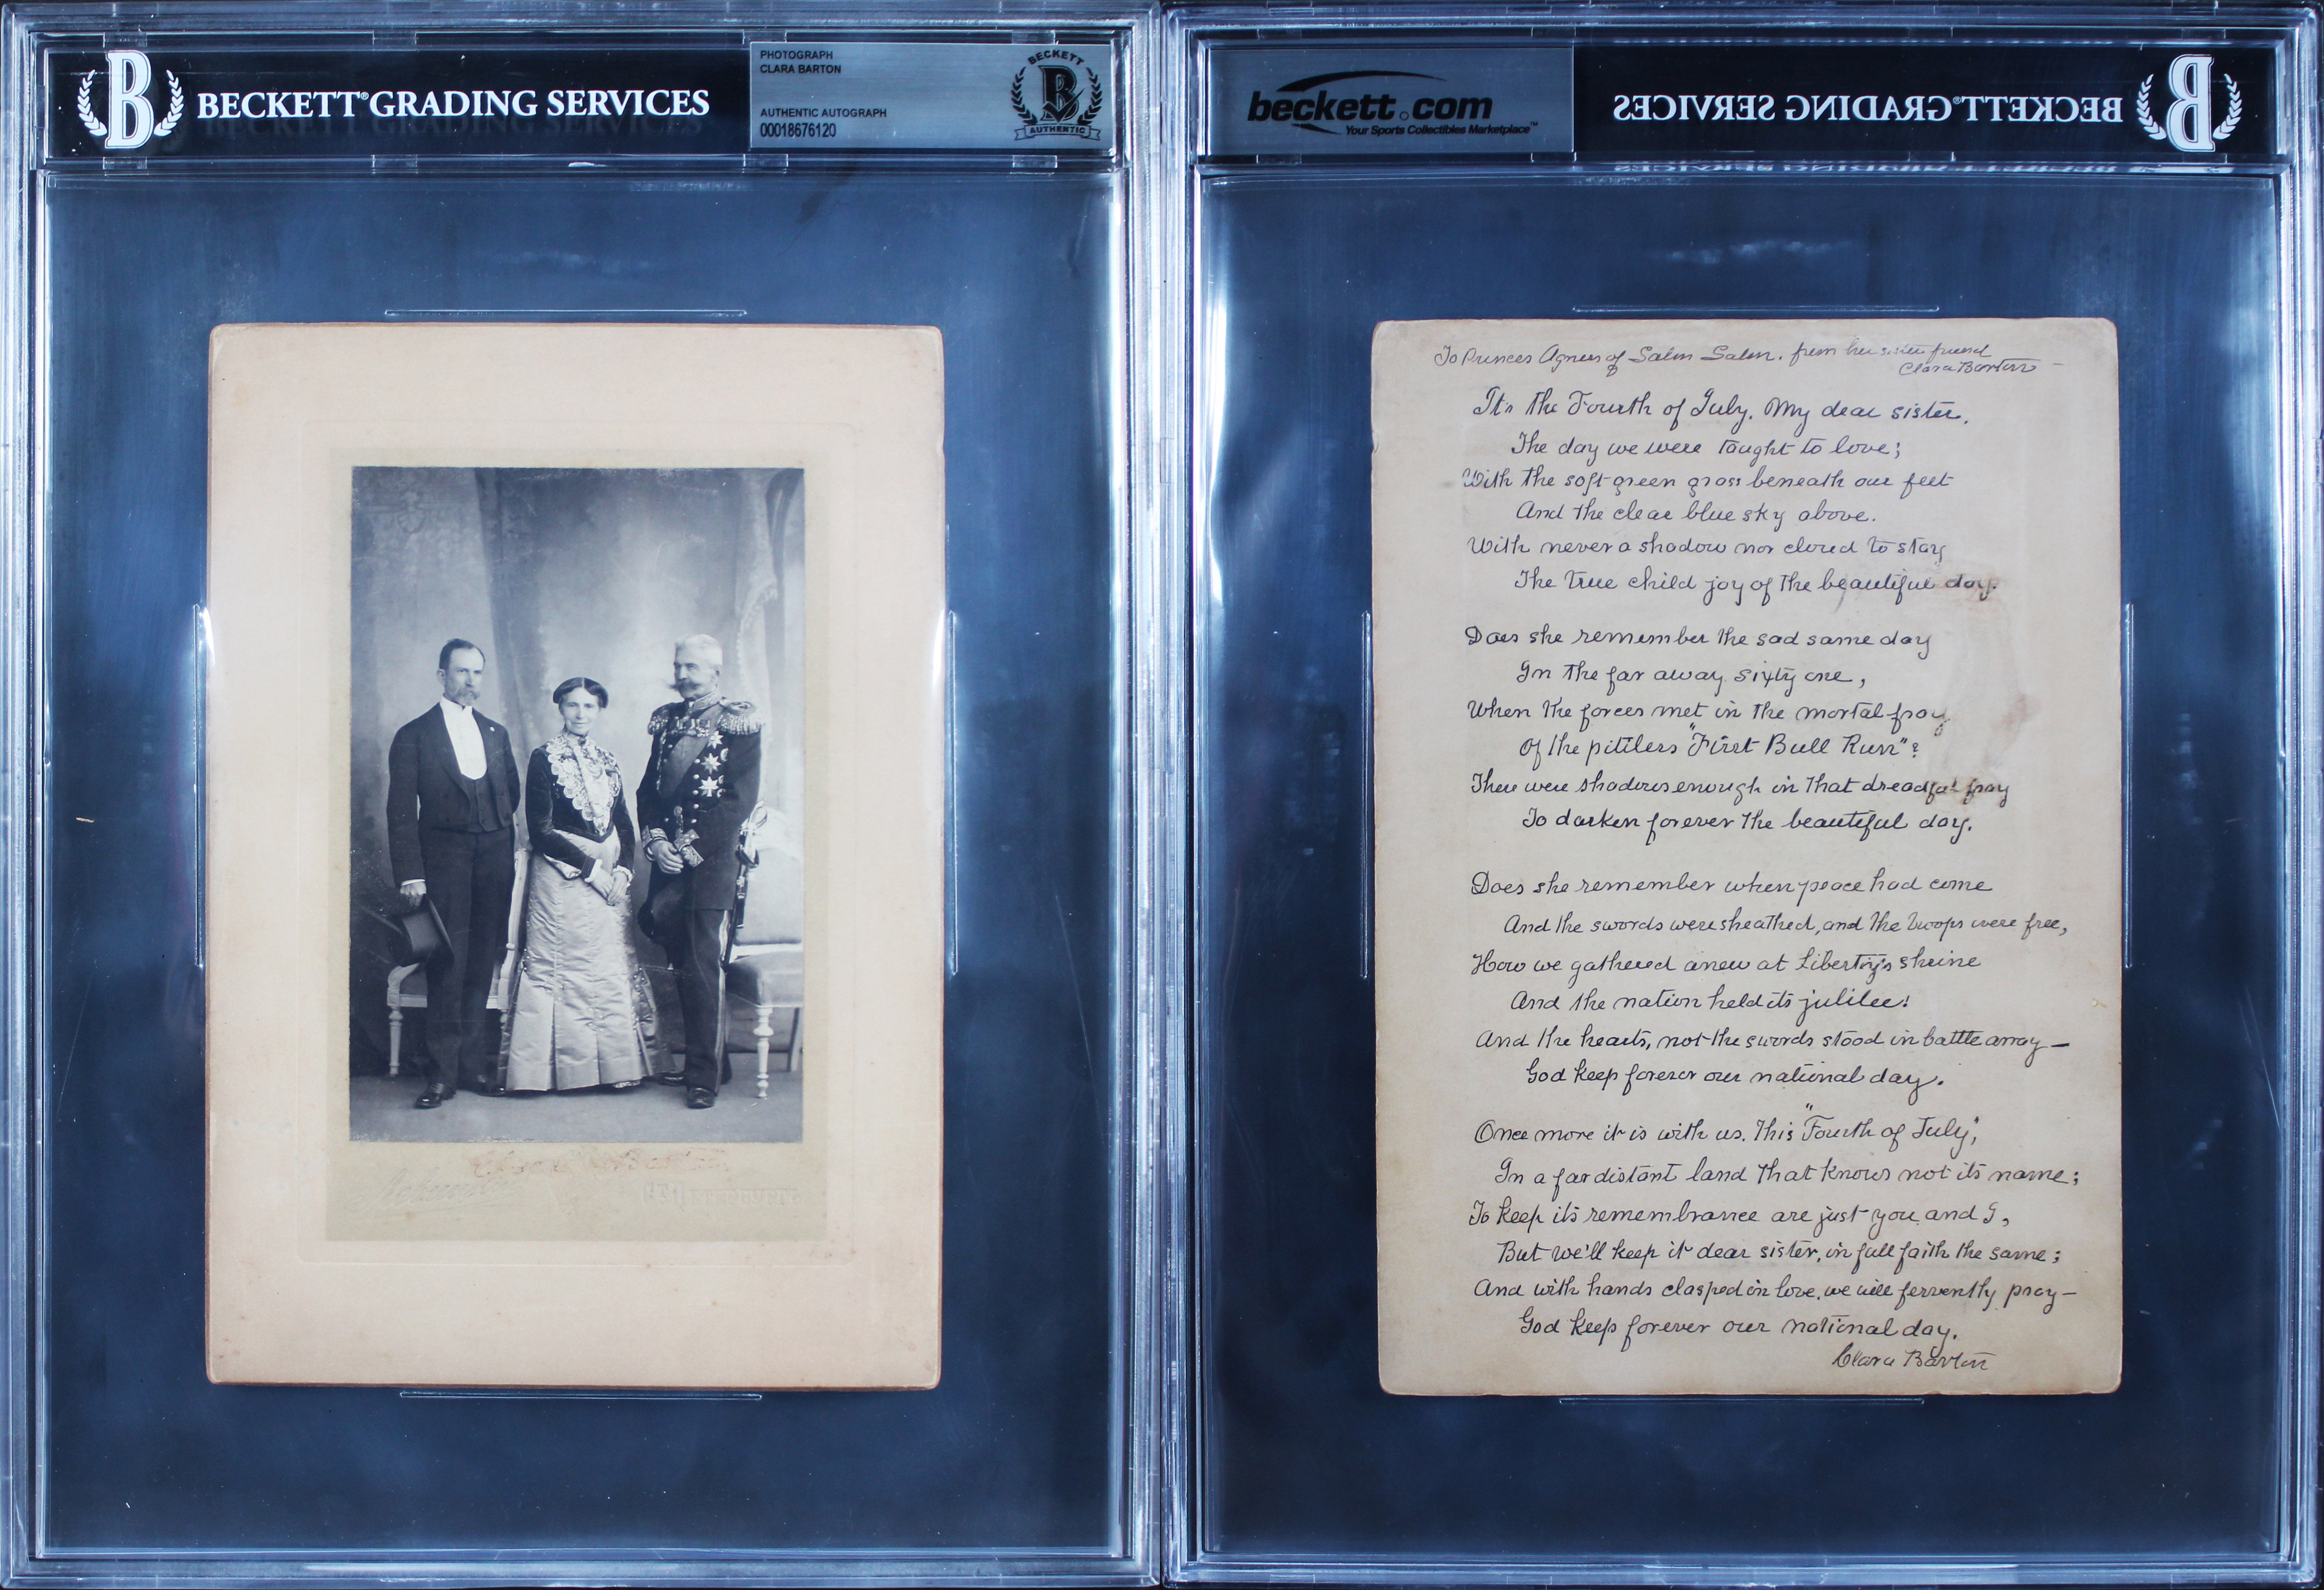 BECKETT® GRADING SERVICES
PHOTOGRAPH
CLARA BARTON
AUTHENTIC AUTOGRAPH
00018676120
BECKETT
B
AUTHENTIC
beckett.com
Your Sports Collectibles Marketplace™
BECKETT® GRADING SERVICES
To Princes Agnes of Salm Salm. from her sister friend
Clara Barton
It's the Fourth of July. My dear sister.
The day we were taught to love;
With the soft green grass beneath our feet
And the clear blue sky above.
With never a shadow nor cloud to stay
The true child joy of the beautiful day.
Does she remember the sad same day
In the far away sixty one,
When the forces met in the mortal fray
Of the pitiless "First Bull Run"?
There were shadows enough in that dreadful fray
To darken forever the beautiful day.
Does she remember when peace had come
And the swords were sheathed, and the troops were free,
How we gathered anew at Liberty's shrine
And the nation held its jubilee!
And the hearts, not the swords stood in battle array –
God keep forever our national day.
Once more it is with us. This "Fourth of July",
In a far distant land that knows not its name;
To keep its remembrance are just you and I,
But we'll keep it dear sister, in full faith the same;
And with hands clasped in love, we will fervently pray –
God keep forever our national day.
Clara Barton